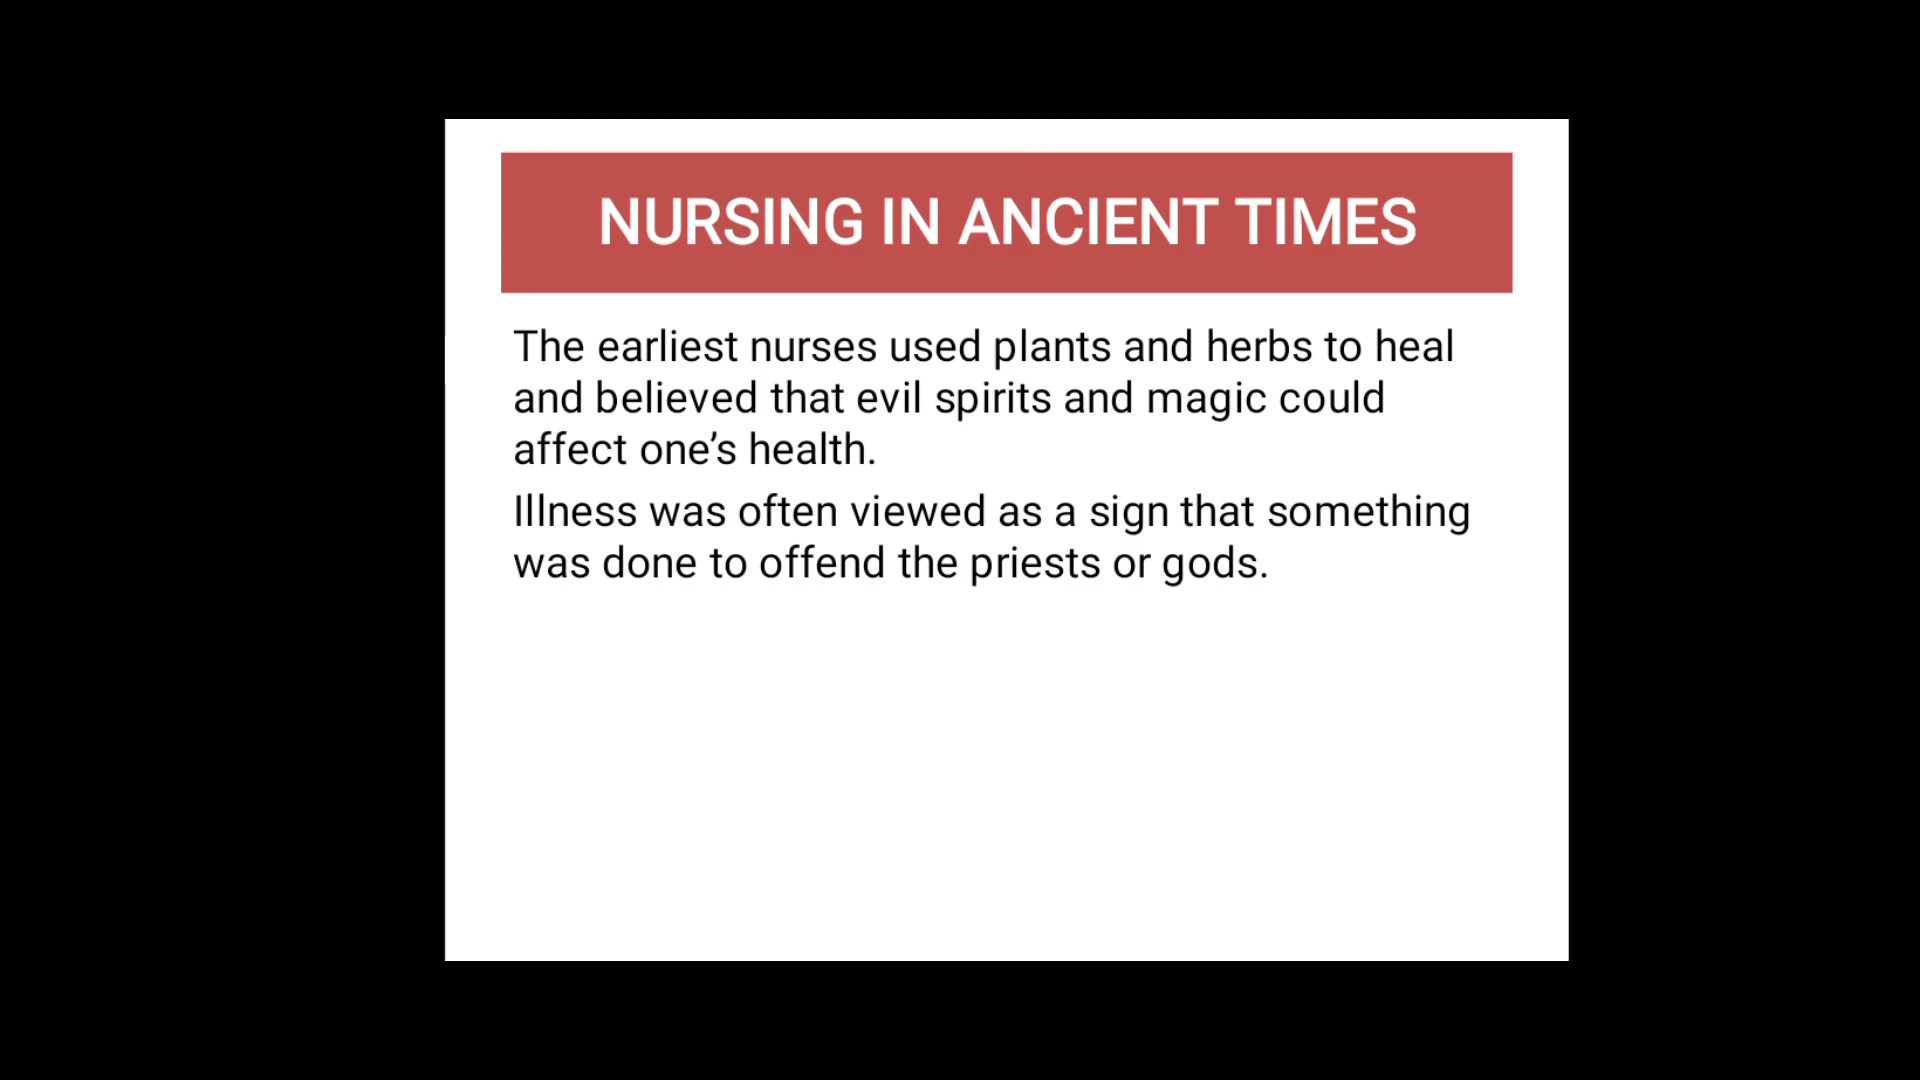 NURSING IN ANCIENT TIMES
The earliest nurses used plants and herbs to heal
and believed that evil spirits and magic could
affect one’s health.
Illness was often viewed as a sign that something
was done to offend the priests or gods.